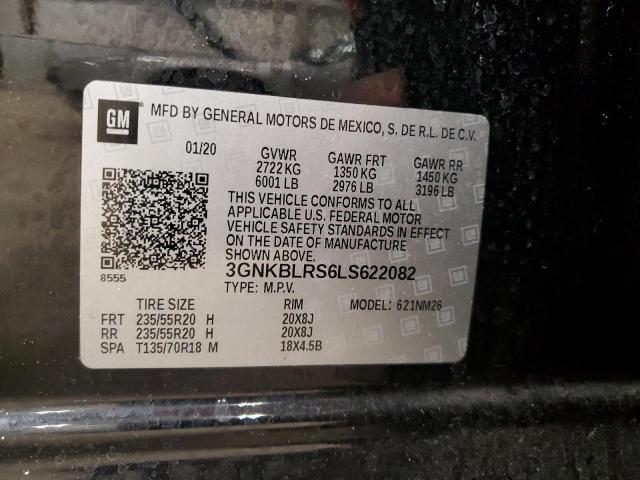 GM
MFD BY GENERAL MOTORS DE MEXICO, S. DE R.L. DE C.V.
01/20 GVWR GAWR FRT GAWR RR
2722 KG 1350 KG 1450 KG
6001 LB 2976 LB 3196 LB
THIS VEHICLE CONFORMS TO ALL
APPLICABLE U.S. FEDERAL MOTOR
VEHICLE SAFETY STANDARDS IN EFFECT
ON THE DATE OF MANUFACTURE
SHOWN ABOVE.
3GNKBLRS6LS622082
8555
TYPE: M.P.V.
TIRE SIZE RIM MODEL: 621NM26
FRT 235/55R20 H 20X8J
RR 235/55R20 H 20X8J
SPA T135/70R18 M 18X4.5B